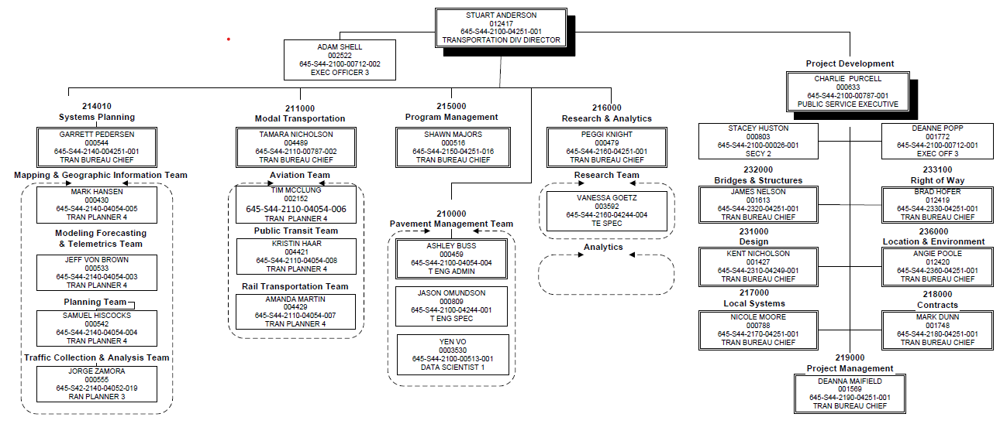 STUART ANDERSON
012417
645-S44-2100-04251-001
TRANSPORTATION DIV DIRECTOR
ADAM SHELL
002522
645-S44-2100-00712-002
EXEC OFFICER 3
Project Development
CHARLIE PURCELL
000633
645-S44-2100-00787-001
PUBLIC SERVICE EXECUTIVE
214010
Systems Planning
GARRETT PEDERSEN
000544
645-S44-2140-004251-001
TRAN BUREAU CHIEF
Mapping & Geographic Information Team
MARK HANSEN
000430
645-S44-2140-04054-005
TRAN PLANNER 4
Modeling Forecasting
& Telemetrics Team
JEFF VON BROWN
000533
645-S44-2140-04054-003
TRAN PLANNER 4
Planning Team
SAMUEL HISCOCKS
000542
645-S44-2140-04054-004
TRAN PLANNER 4
Traffic Collection & Analysis Team
JORGE ZAMORA
000555
645-S42-2140-04052-019
RAN PLANNER 3
211000
Modal Transportation
TAMARA NICHOLSON
004489
645-S44-2110-00787-002
TRAN BUREAU CHIEF
Aviation Team
TIM MCCLUNG
002152
645-S44-2110-04054-006
TRAN PLANNER 4
Public Transit Team
KRISTIN HAAR
004421
645-S44-2110-04054-008
TRAN PLANNER 4
Rail Transportation Team
AMANDA MARTIN
004429
645-S44-2110-04054-007
TRAN PLANNER 4
215000
Program Management
SHAWN MAJORS
000516
645-S44-2150-04251-016
TRAN BUREAU CHIEF
210000
Pavement Management Team
ASHLEY BUSS
000459
645-S44-2100-04054-004
T ENG ADMIN
JASON OMUNDSON
000809
645-S44-2100-04244-001
T ENG SPEC
YEN VO
0003530
645-S44-2100-00513-001
DATA SCIENTIST 1
216000
Research & Analytics
PEGGI KNIGHT
000479
645-S44-2160-04251-001
TRAN BUREAU CHIEF
Research Team
VANESSA GOETZ
003592
645-S44-2160-04244-004
TE SPEC
Analytics
STACEY HUSTON
000803
645-S44-2100-00026-001
SECY 2
DEANNE POPP
001772
645-S44-2100-00712-001
EXEC OFF 3
232000
Bridges & Structures
JAMES NELSON
001613
645-S44-2320-04251-001
TRAN BUREAU CHIEF
233100
Right of Way
BRAD HOFER
012419
645-S44-2330-04251-001
TRAN BUREAU CHIEF
231000
Design
KENT NICHOLSON
001427
645-S44-2310-04249-001
TRAN BUREAU CHIEF
236000
Location & Environment
ANGIE POOLE
012420
645-S44-2360-04251-001
TRAN BUREAU CHIEF
217000
Local Systems
NICOLE MOORE
000788
645-S44-2170-04251-001
TRAN BUREAU CHIEF
218000
Contracts
MARK DUNN
001748
645-S44-2180-04251-001
TRAN BUREAU CHIEF
219000
Project Management
DEANNA MAIFIELD
001569
645-S44-2190-04251-001
TRAN BUREAU CHIEF